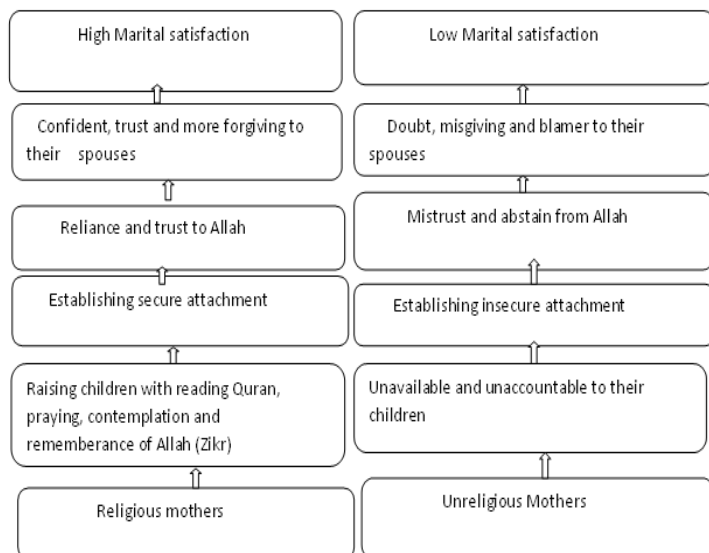 High Marital satisfaction
Confident, trust and more forgiving to
their spouses
Reliance and trust to Allah
Establishing secure attachment
Raising children with reading Quran,
praying, contemplation and
rememberance of Allah (Zikr)
Religious mothers
Low Marital satisfaction
Doubt, misgiving and blamer to their
spouses
Mistrust and abstain from Allah
Establishing insecure attachment
Unavailable and unaccountable to their
children
Unreligious Mothers